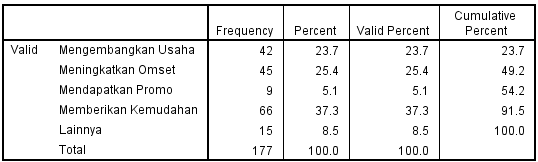 Frequency Percent Valid Percent Cumulative Percent
Valid Mengembangkan Usaha 42 23.7 23.7 23.7
Meningkatkan Omset 45 25.4 25.4 49.2
Mendapatkan Promo 9 5.1 5.1 54.2
Memberikan Kemudahan 66 37.3 37.3 91.5
Lainnya 15 8.5 8.5 100.0
Total 177 100.0 100.0